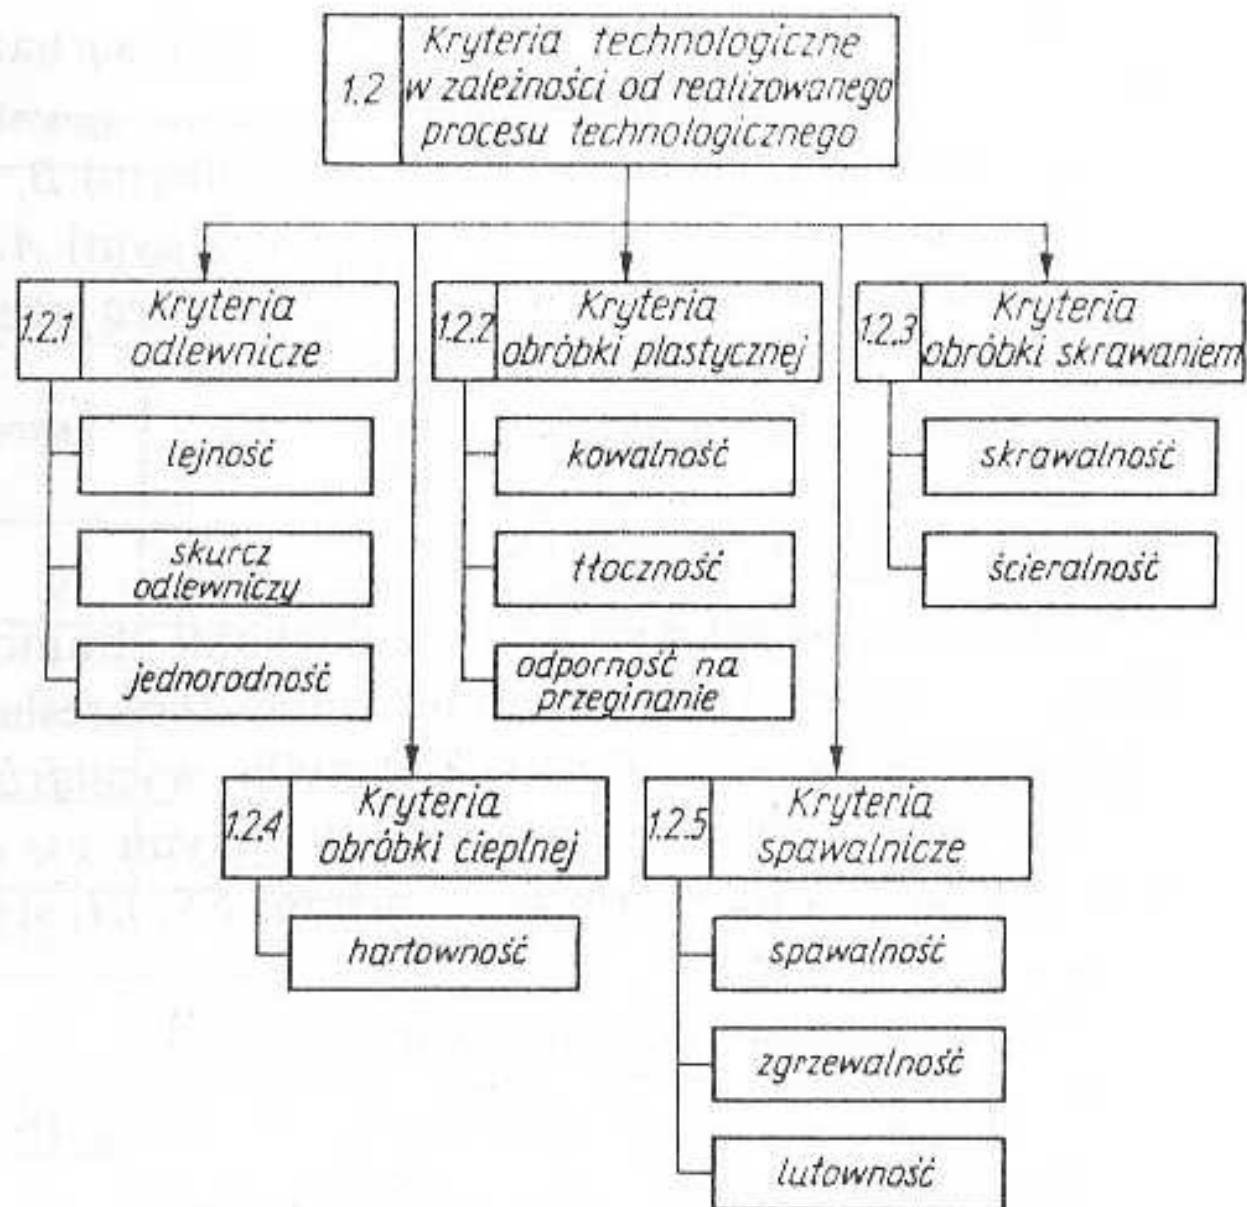 1.2
Kryteria technologiczne
w zależności od realizowanego
procesu technologicznego
1.2.1
Kryteria
odlewnicze
lejność
skurcz
odlewniczy
jednorodność
1.2.2
Kryteria
obróbki plastycznej
kowalność
tłoczność
odporność na
przeginanie
1.2.3
Kryteria
obróbki skrawaniem
skrawalność
ścieralność
1.2.4
Kryteria
obróbki cieplnej
hartowność
1.2.5
Kryteria
spawalnicze
spawalność
zgrzewalność
lutowność